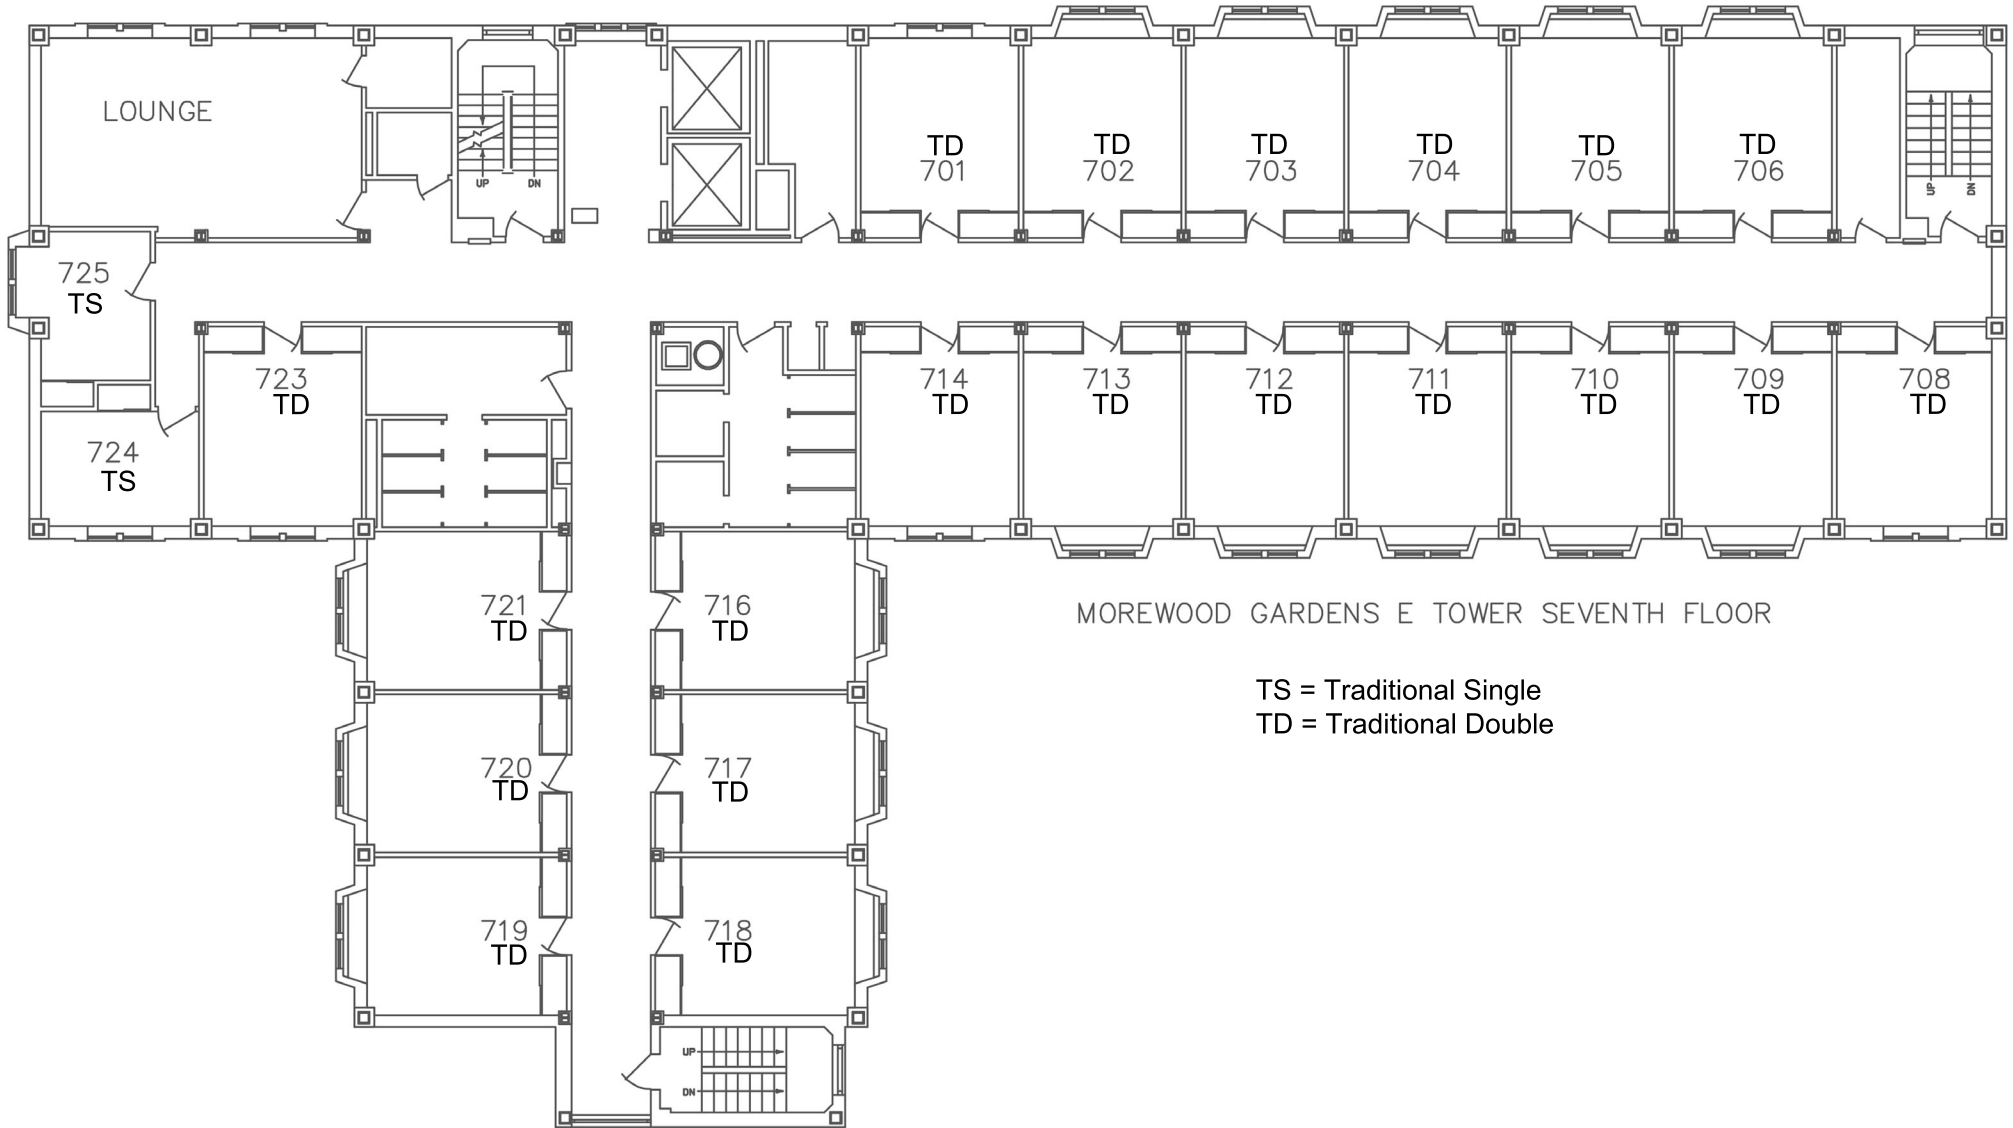 LOUNGE
UP
DN
TD
701
TD
702
TD
703
TD
704
TD
705
TD
706
UP
DN
725
TS
724
TS
723
TD
714
TD
713
TD
712
TD
711
TD
710
TD
709
TD
708
TD
721
TD
716
TD
MOREWOOD GARDENS E TOWER SEVENTH FLOOR
TS = Traditional Single
TD = Traditional Double
720
TD
717
TD
719
TD
718
TD
UP
DN